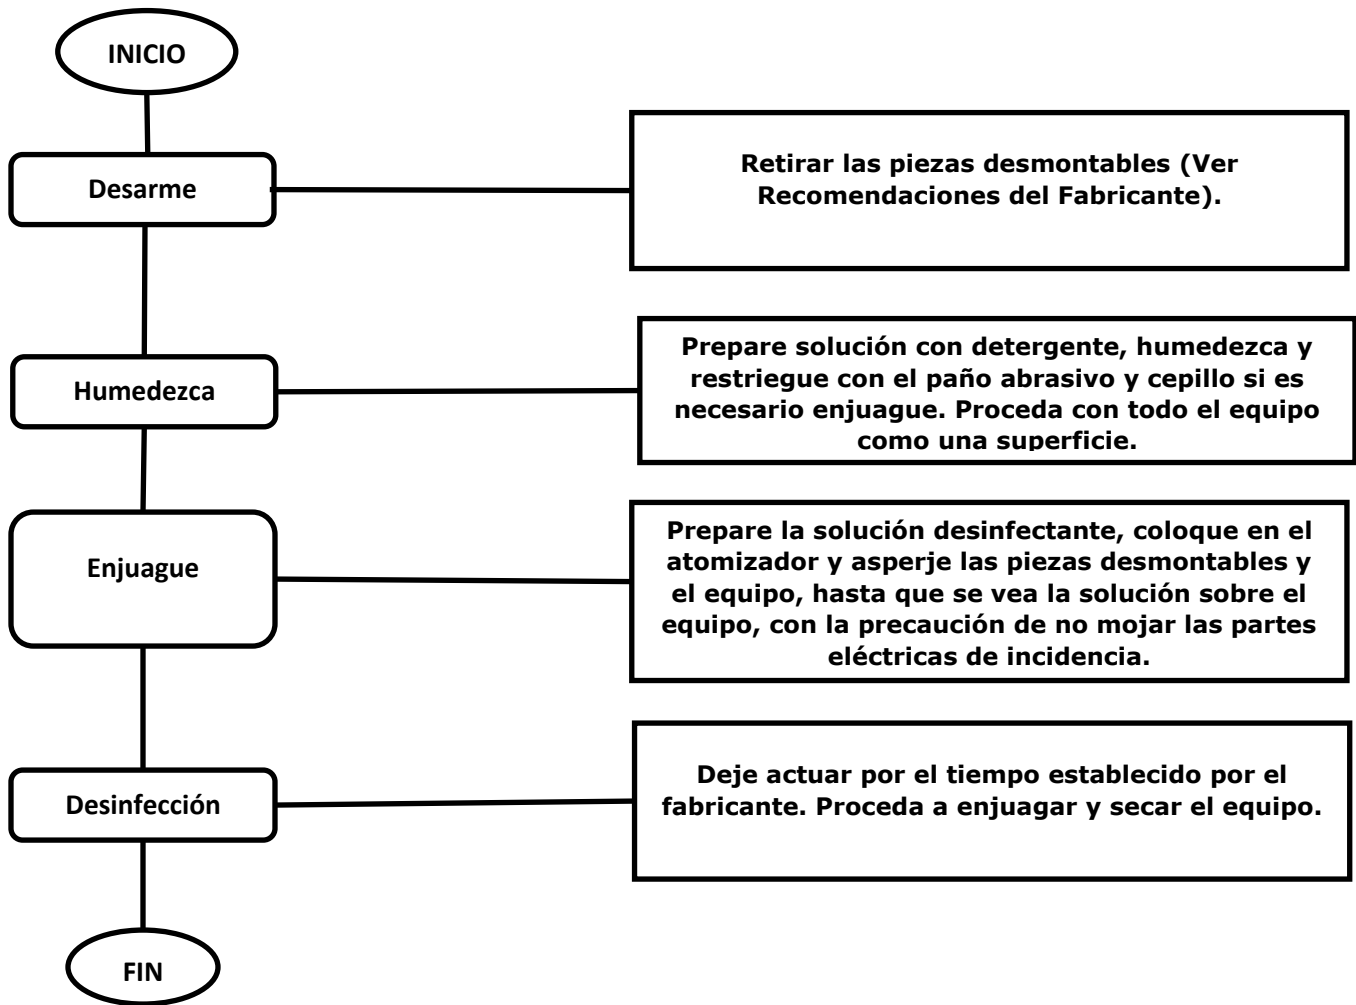 INICIO
Desarme
Retirar las piezas desmontables (Ver
Recomendaciones del Fabricante).
Humedezca
Prepare solución con detergente, humedezca y
restriegue con el paño abrasivo y cepillo si es
necesario enjuague. Proceda con todo el equipo
como una superficie.
Enjuague
Prepare la solución desinfectante, coloque en el
atomizador y asperje las piezas desmontables y
el equipo, hasta que se vea la solución sobre el
equipo, con la precaución de no mojar las partes
eléctricas de incidencia.
Desinfección
Deje actuar por el tiempo establecido por el
fabricante. Proceda a enjuagar y secar el equipo.
FIN